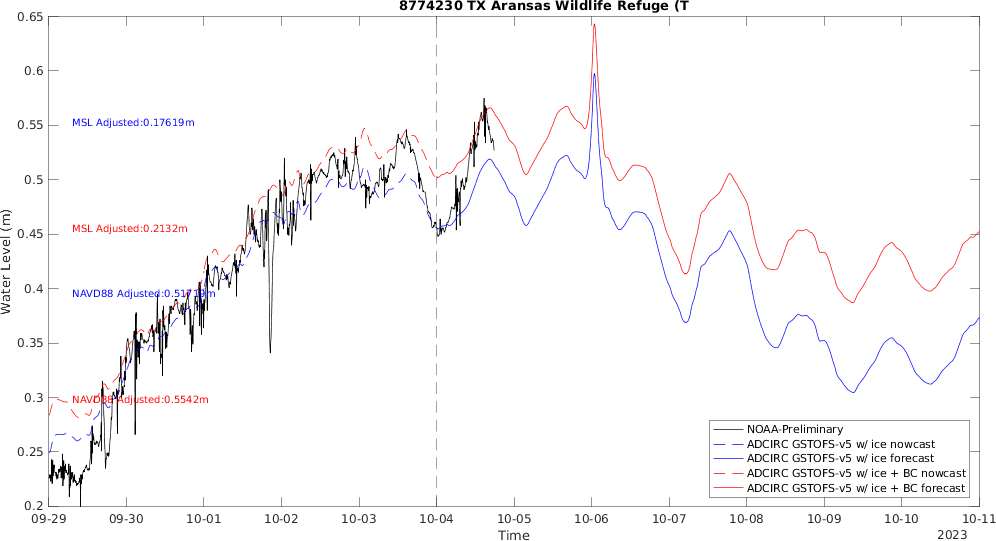 8774230 TX Aransas Wildlife Refuge (T
0.65
0.6
0.55
0.5
0.45
0.4
0.35
0.3
0.25
0.2
Water Level (m)
MSL Adjusted:0.17619m
MSL Adjusted:0.2132m
NAVD88 Adjusted:0.51719m
NAVD88 Adjusted:0.5542m
NOAA-Preliminary
ADCIRC GSTOFS-v5 w/ ice nowcast
ADCIRC GSTOFS-v5 w/ ice forecast
ADCIRC GSTOFS-v5 w/ ice + BC nowcast
ADCIRC GSTOFS-v5 w/ ice + BC forecast
09-29 09-30 10-01 10-02 10-03 10-04 10-05 10-06 10-07 10-08 10-09 10-10 10-11
Time
2023